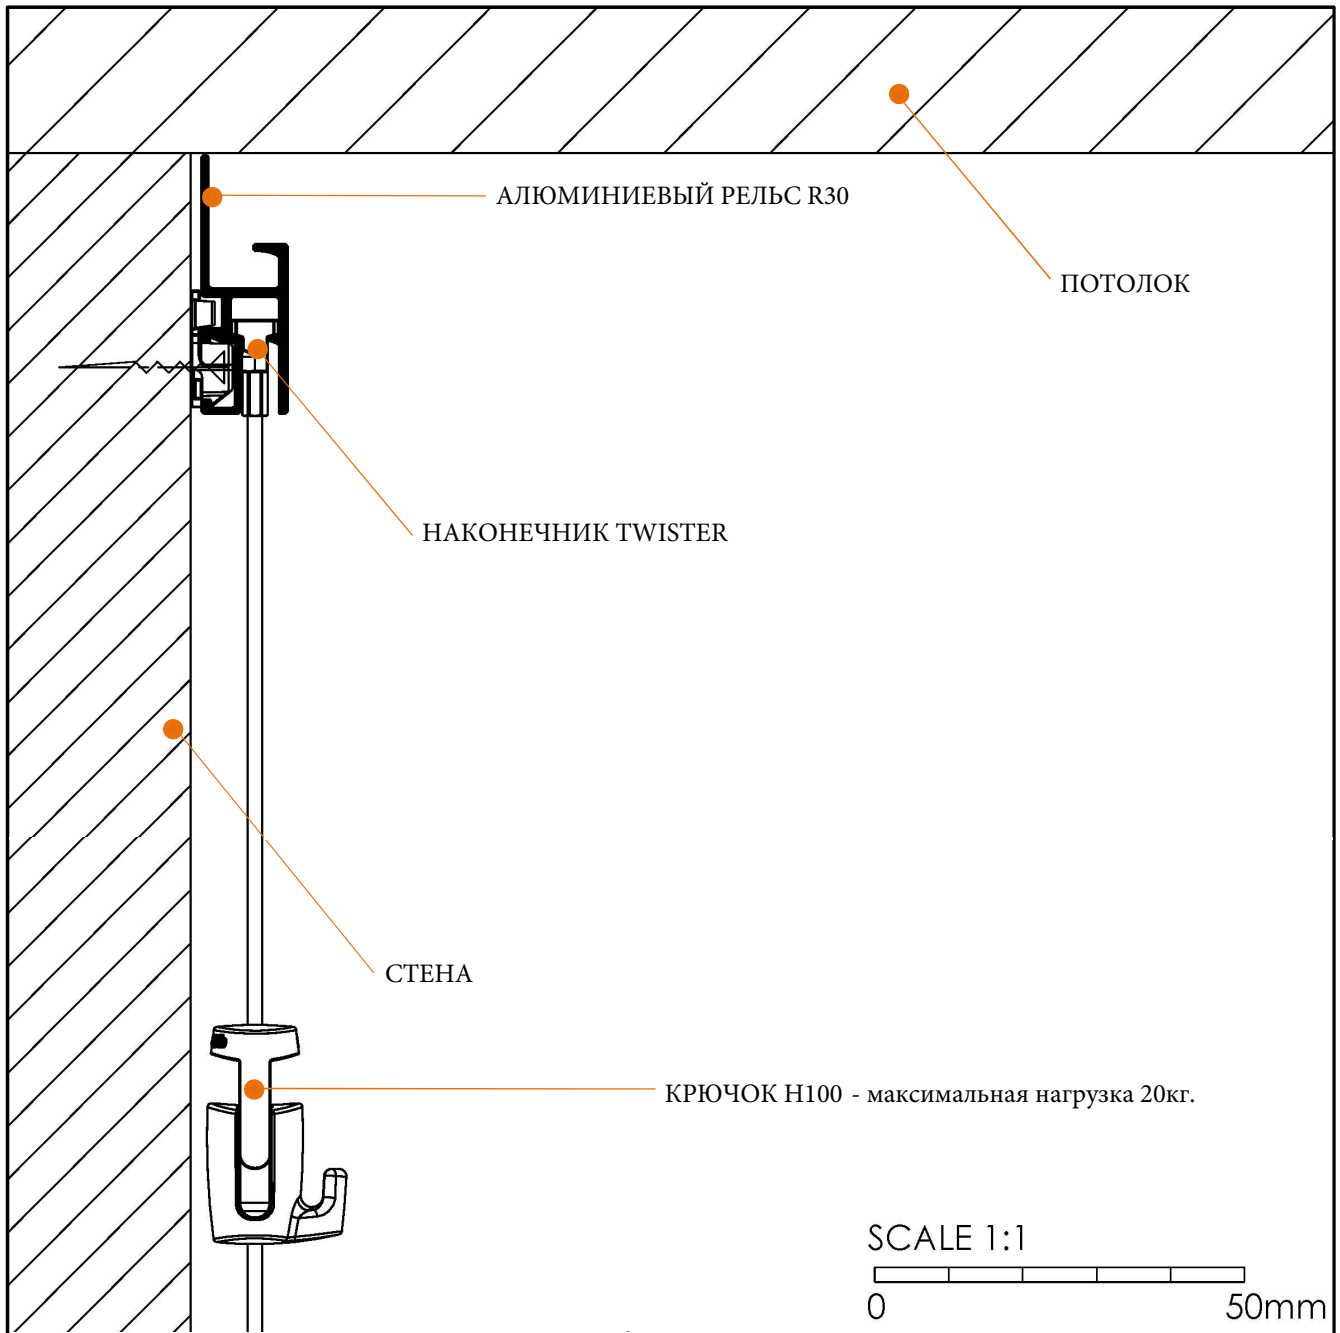 АЛЮМИНИЕВЫЙ РЕЛЬС R30
ПОТОЛОК
НАКОНЕЧНИК TWISTER
СТЕНА
КРЮЧОК H100 - максимальная нагрузка 20кг.
SCALE 1:1
0 50mm